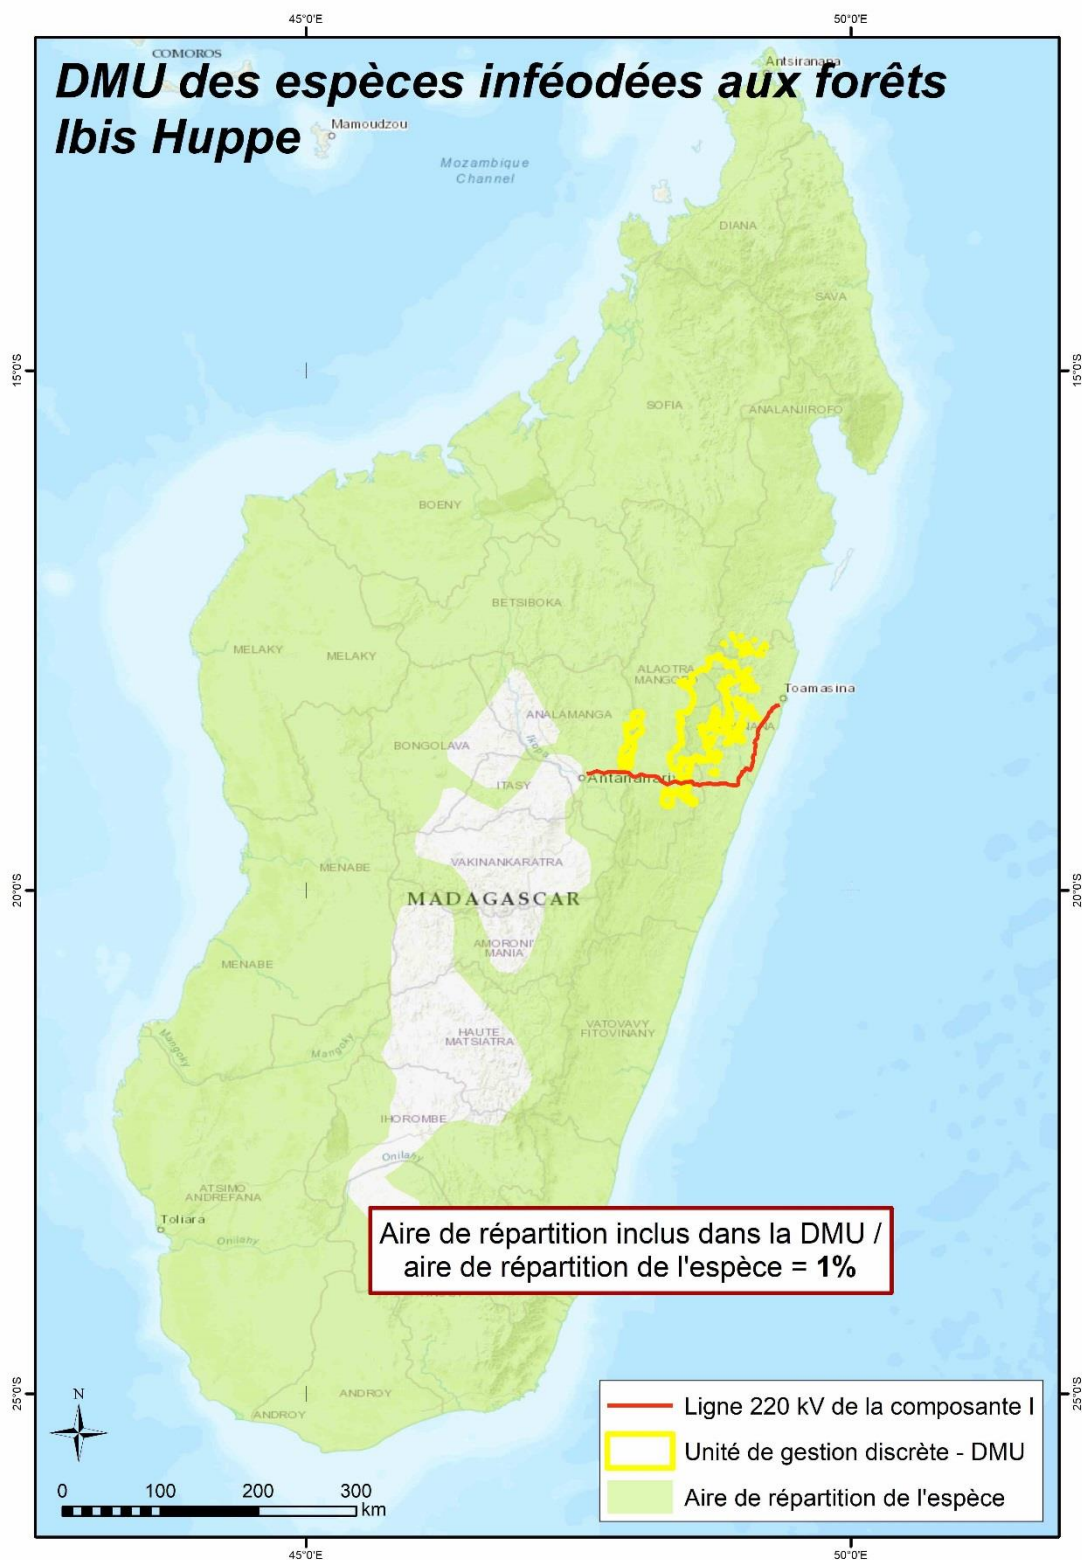 45°0'E
50°0'E
COMOROS
Antsiranana
DMU des espèces inféodées aux forêts
Ibis Huppe
Mamoudzou
Mozambique
Channel
DIANA
SAVA
15°0'S
15°0'S
SOFIA
ANALANJIROFO
BOENY
BETSIBOKA
MELAKY
MELAKY
ALAOTRA
Toamasina
ANALAMANGA
BONGOLAVA
Ikopa
ITASY
MENABE
VAKINANKARATRA
20°0'S
20°0'S
MADAGASCAR
AMORONI'
MANIA
MENABE
VATOVAVY
FITOVINANY
HAUTE
MATSIATRA
Mangoky
Mangoky
IHOROMBE
Onilahy
ATSIMO
ANDREFANA
Toliara
Onilahy
Aire de répartition inclus dans la DMU /
aire de répartition de l'espèce = 1%
25°0'S
25°0'S
ANDROY
ANDROY
N
Ligne 220 kV de la composante I
Unité de gestion discrète - DMU
Aire de répartition de l'espèce
0 100 200 300
km
45°0'E
50°0'E